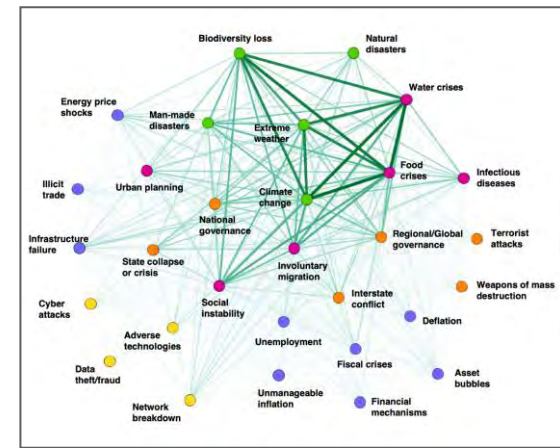 Biodiversity loss
Natural
disasters
Energy price
shocks
Water crises
Man-made
disasters
Extreme
weather
Urban planning
Food
crises
Infectious
diseases
Illicit
trade
Climate
change
National
governance
Regional/Global
governance
Terrorist
attacks
Infrastructure
failure
State collapse
or crisis
Involuntary
migration
Social
instability
Interstate
conflict
Weapons of mass
destruction
Cyber
attacks
Adverse
technologies
Unemployment
Deflation
Fiscal crises
Data
theft/fraud
Asset
bubbles
Network
breakdown
Unmanageable
inflation
Financial
mechanisms